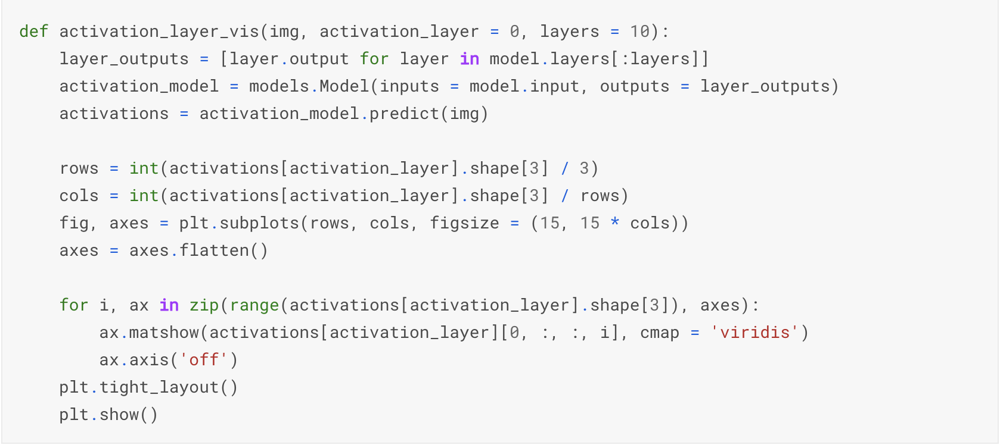 def activation_layer_vis(img, activation_layer = 0, layers = 10):
    layer_outputs = [layer.output for layer in model.layers[:layers]]
    activation_model = models.Model(inputs = model.input, outputs = layer_outputs)
    activations = activation_model.predict(img)

    rows = int(activations[activation_layer].shape[3] / 3)
    cols = int(activations[activation_layer].shape[3] / rows)
    fig, axes = plt.subplots(rows, cols, figsize = (15, 15 * cols))
    axes = axes.flatten()

    for i, ax in zip(range(activations[activation_layer].shape[3]), axes):
        ax.matshow(activations[activation_layer][0, :, :, i], cmap = 'viridis')
        ax.axis('off')
    plt.tight_layout()
    plt.show()